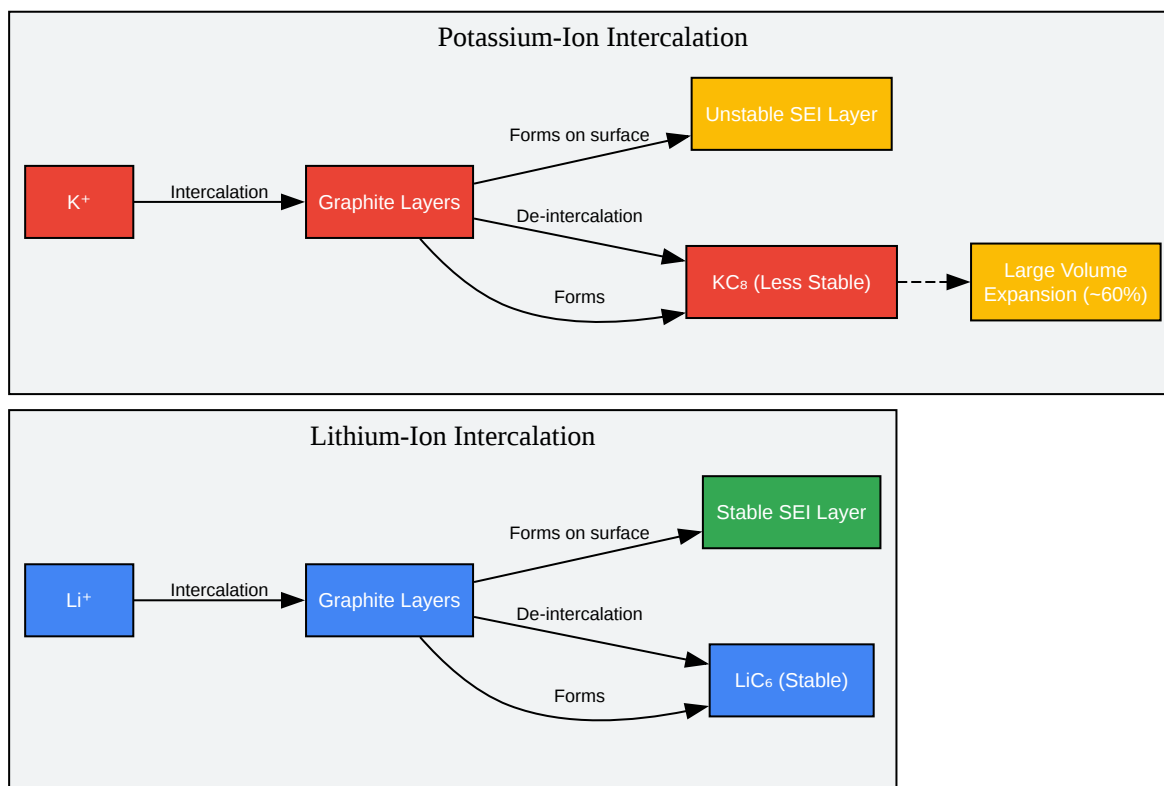 Potassium-Ion Intercalation
Unstable SEI Layer
Forms on surface
K⁺
Intercalation
Graphite Layers
De-intercalation
KC₈ (Less Stable)
Large Volume
Expansion (~60%)
Forms
Lithium-Ion Intercalation
Stable SEI Layer
Forms on surface
Li⁺
Intercalation
Graphite Layers
De-intercalation
LiC₆ (Stable)
Forms